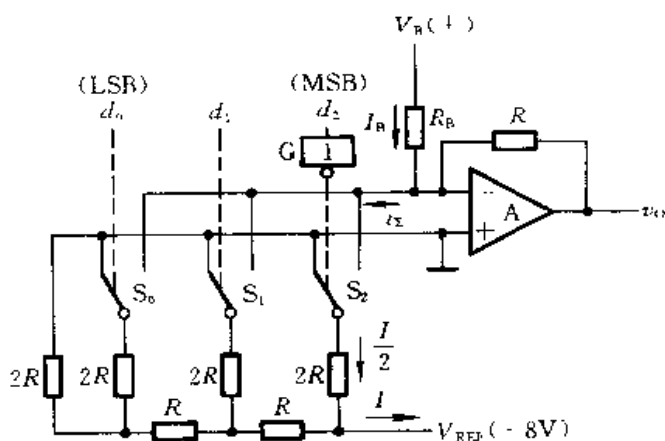 V_B(+)
(LSB) (MSB)
d_0 d_1 d_2
I_B R_B R
G 1
- A
i_Σ + v_O
S_0 S_1 S_2
I/2
2R 2R 2R 2R
R R I
V_REF(-8V)